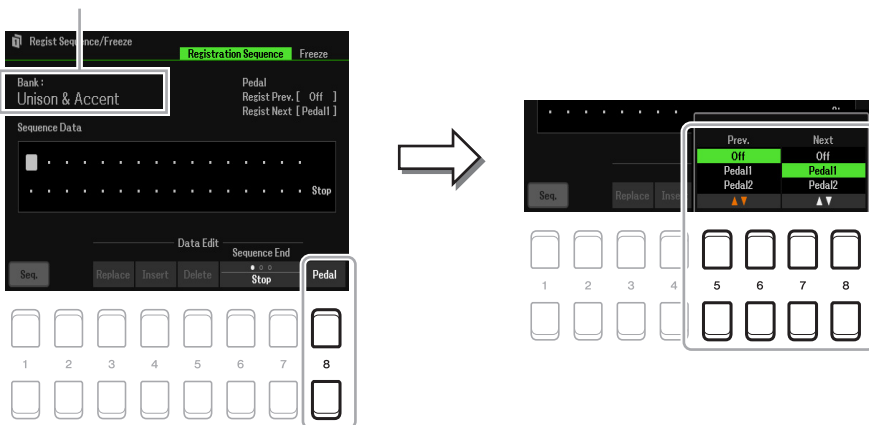 Regist Sequence/Freeze
Registration Sequence Freeze
Bank :
Unison & Accent
Pedal
Regist Prev. [ Off ]
Regist Next [ Pedal1 ]
Sequence Data
Stop
Data Edit
Sequence End
Seq. Replace Insert Delete Stop Pedal
1 2 3 4 5 6 7 8
Prev. Next
Off Off
Pedal1 Pedal1
Pedal2 Pedal2
Seq. Replace Inse
1 2 3 4 5 6 7 8